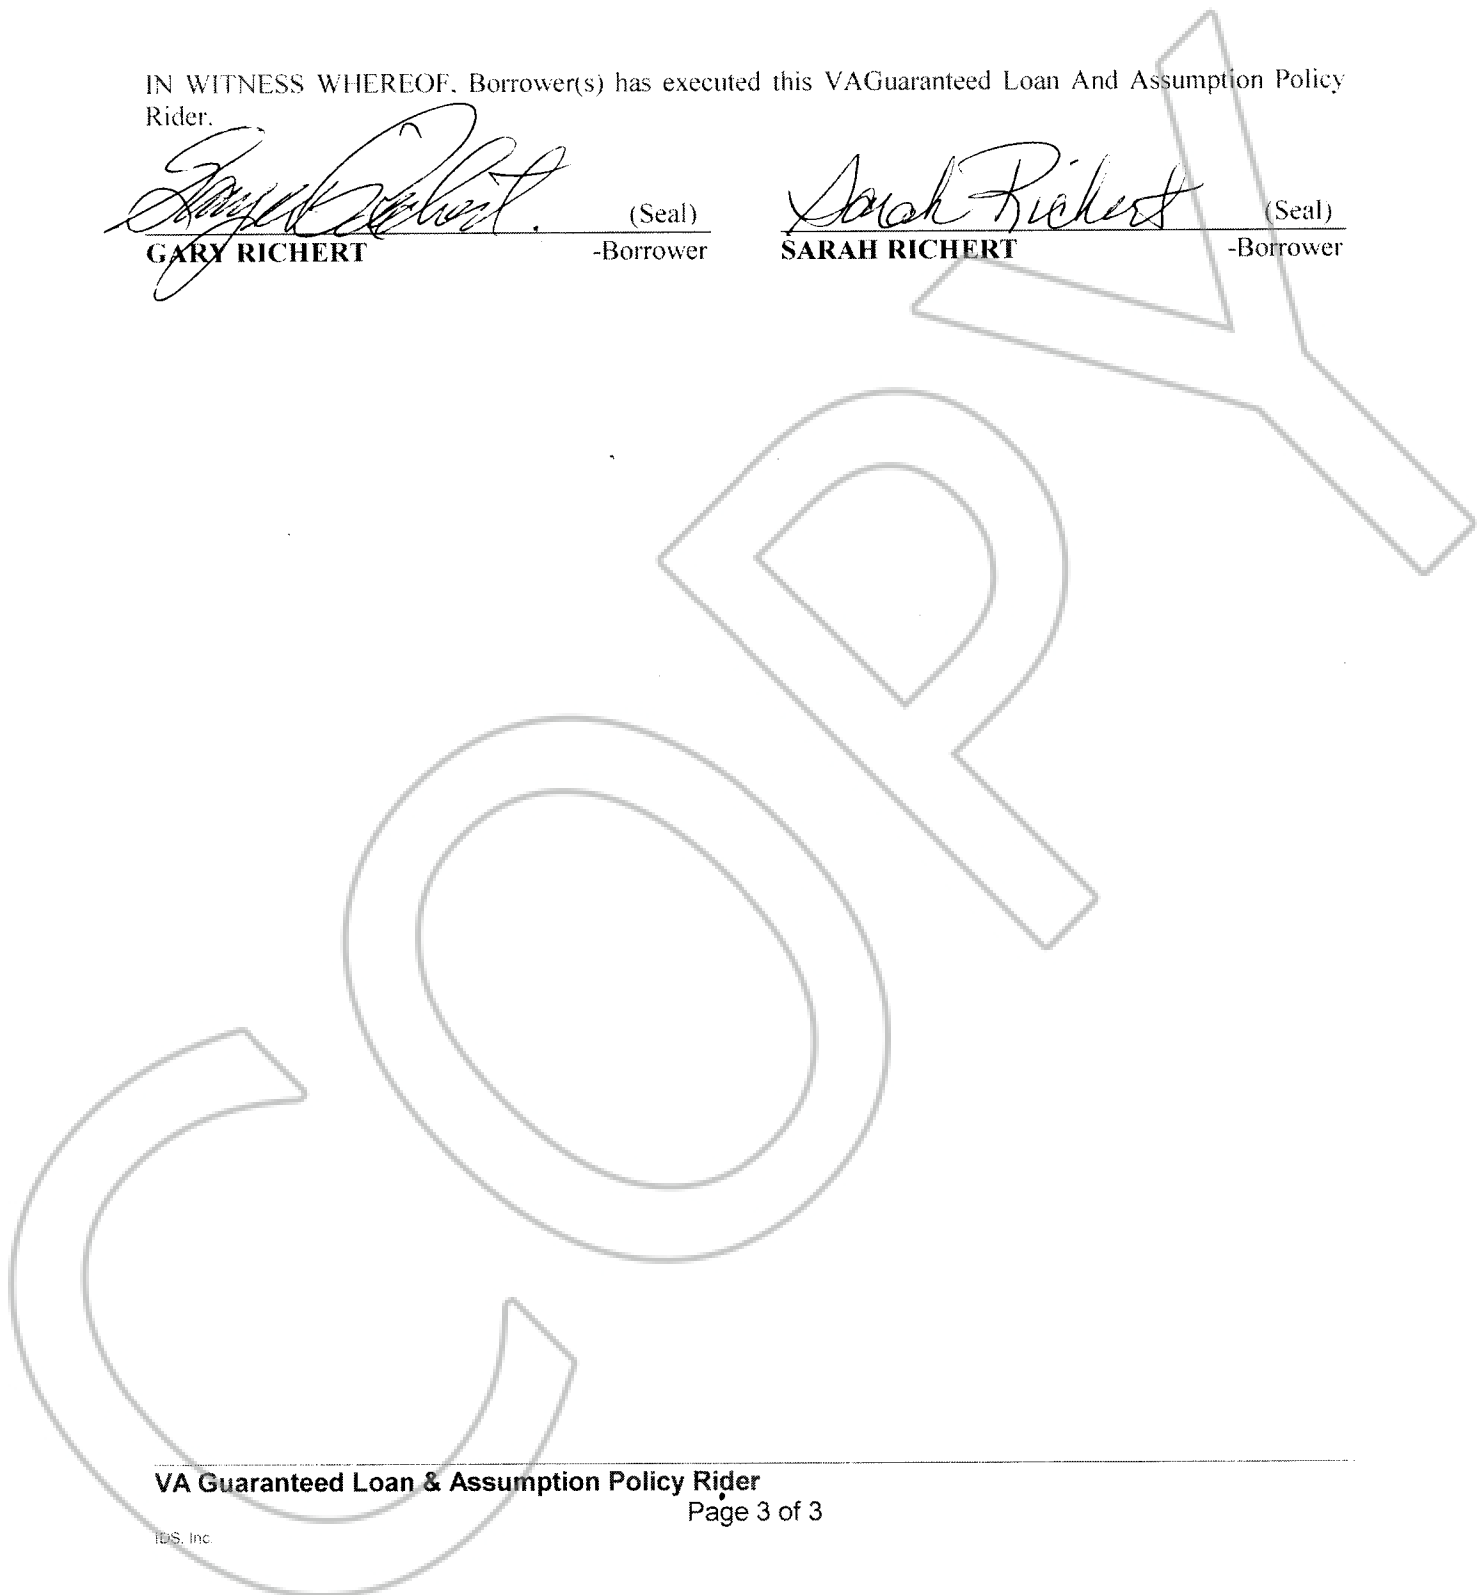 IN WITNESS WHEREOF, Borrower(s) has executed this VAGuaranteed Loan And Assumption Policy
Rider.
Sarah Richert
(Seal) (Seal)
GARY RICHERT -Borrower SARAH RICHERT -Borrower
COPY
VA Guaranteed Loan & Assumption Policy Rider
Page 3 of 3
IDS, Inc.